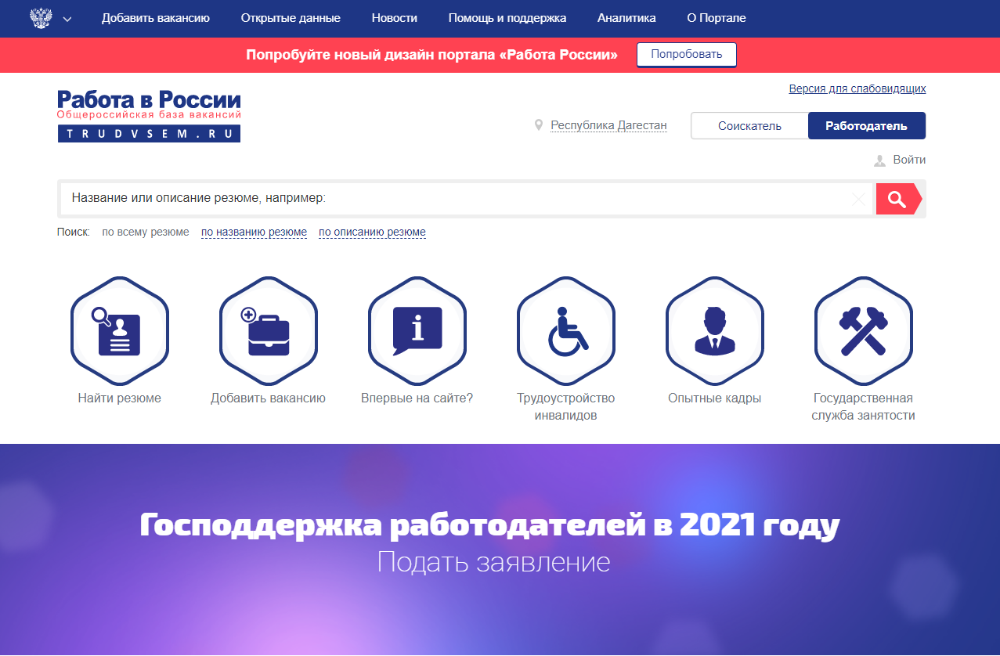 Добавить вакансию Открытые данные Новости Помощь и поддержка Аналитика О Портале
Попробуйте новый дизайн портала «Работа России» Попробовать
Версия для слабовидящих
Работа в России
Общероссийская база вакансий
TRUDVSEM.RU
Республика Дагестан Соискатель Работодатель
Войти
Название или описание резюме, например:
Поиск: по всему резюме по названию резюме по описанию резюме
Найти резюме
Добавить вакансию
Впервые на сайте?
Трудоустройство
инвалидов
Опытные кадры
Государственная
служба занятости
Господдержка работодателей в 2021 году
Подать заявление